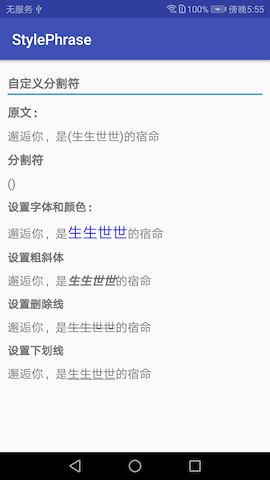 无服务 100% 傍晚5:55
StylePhrase
自定义分割符
原文：
邂逅你，是(生生世世)的宿命
分割符
()
设置字体和颜色：
邂逅你，是生生世世的宿命
设置粗斜体
邂逅你，是生生世世的宿命
设置删除线
邂逅你，是生生世世的宿命
设置下划线
邂逅你，是生生世世的宿命